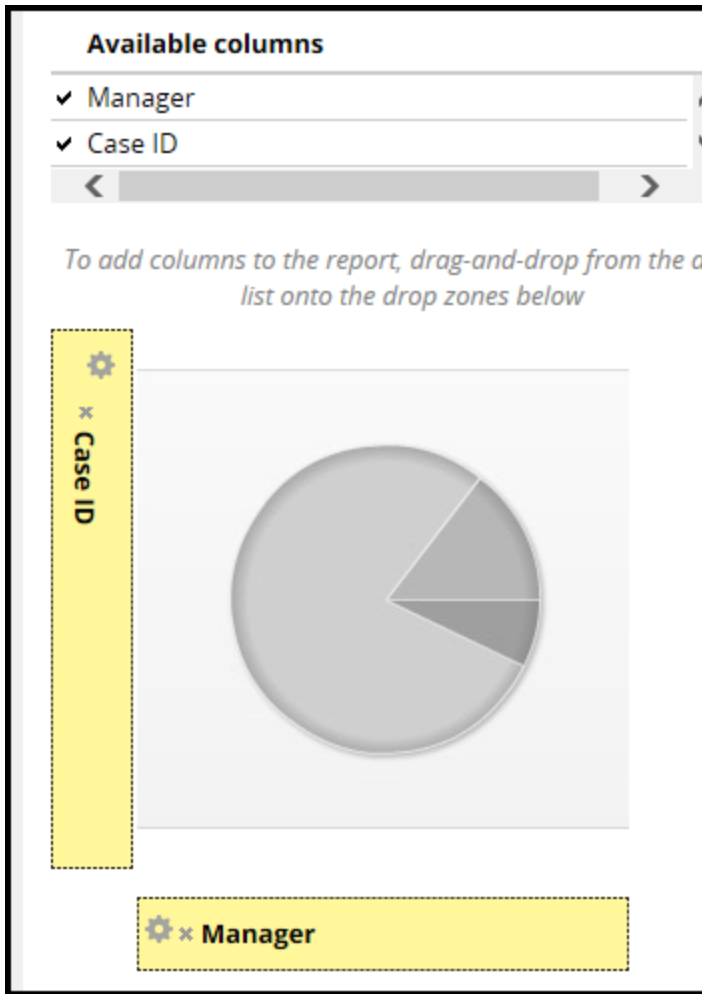 Available columns
Manager
Case ID
To add columns to the report, drag-and-drop from the
list onto the drop zones below
Case ID
Manager